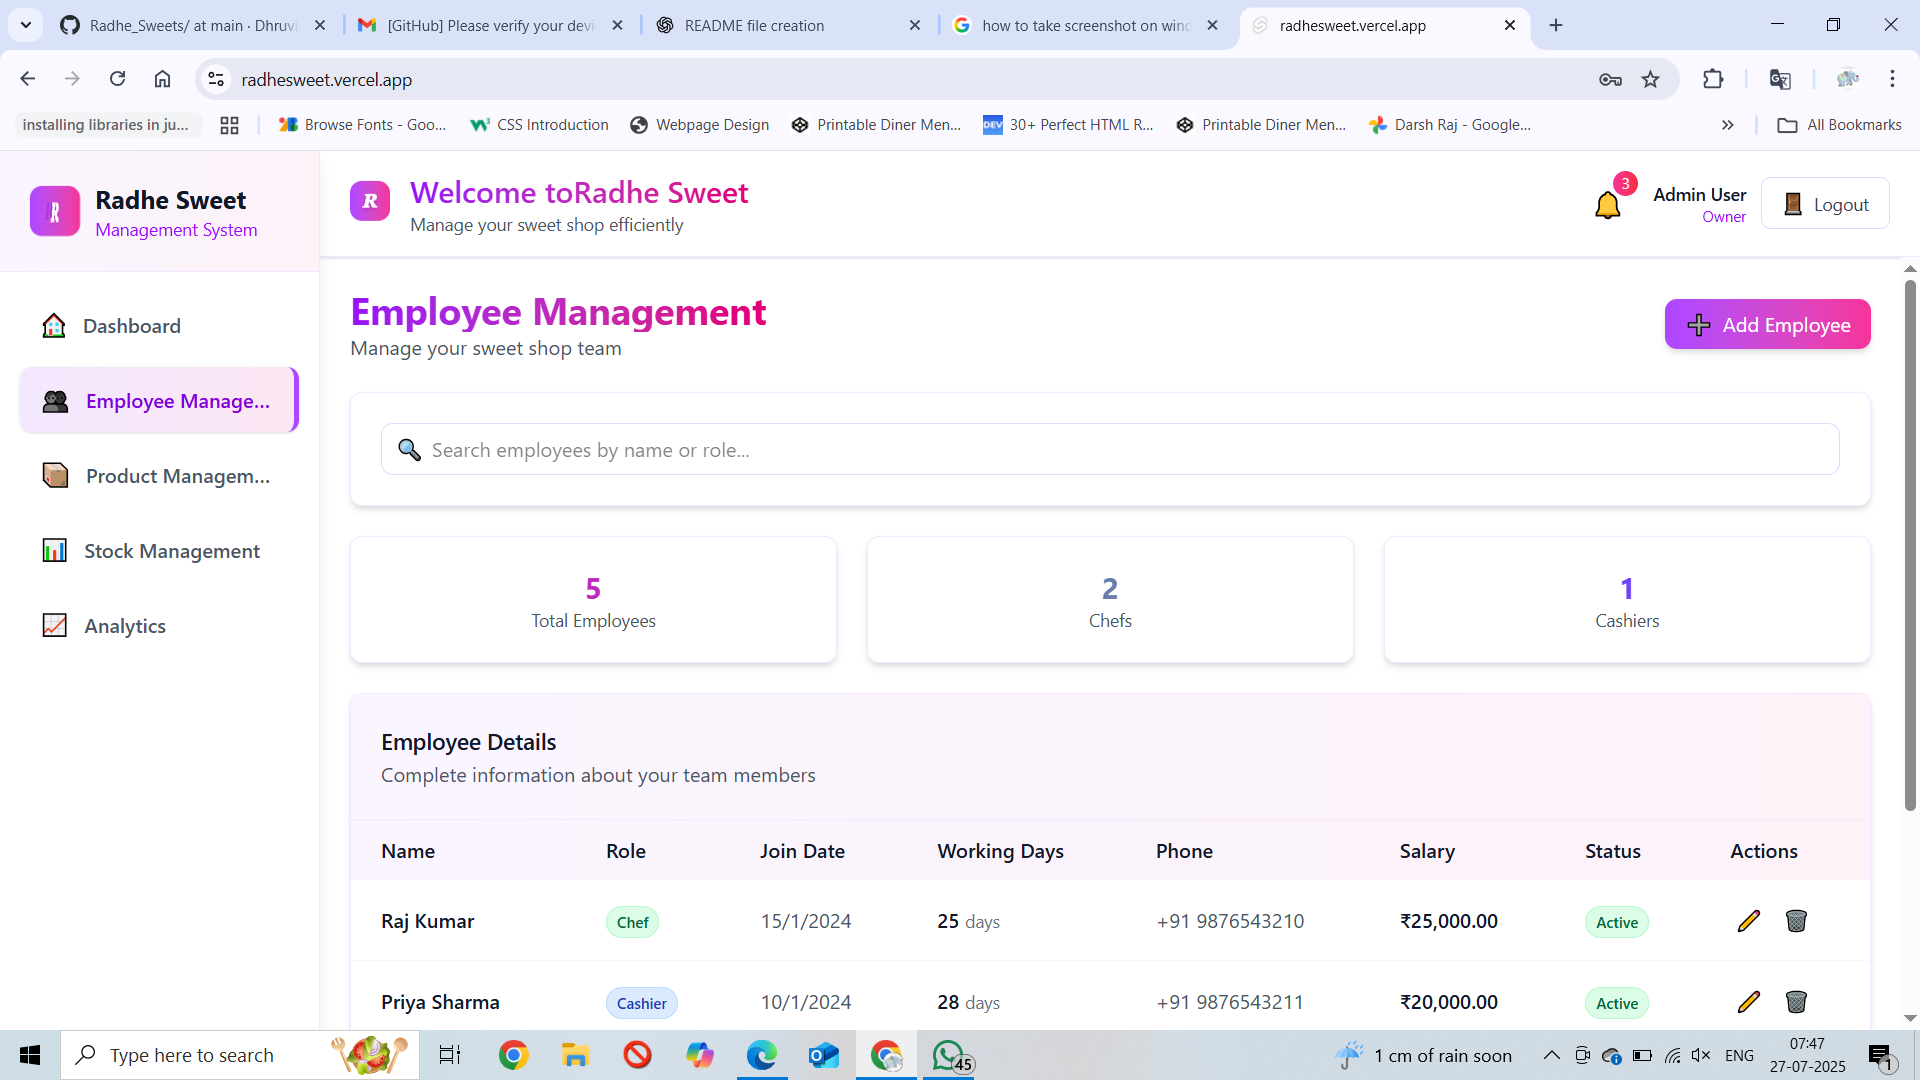 Radhe_Sweets/ at main · Dhruvi
[GitHub] Please verify your devi
README file creation
how to take screenshot on wind
radhesweet.vercel.app
radhesweet.vercel.app
installing libraries in ju...
Browse Fonts - Goo...
CSS Introduction
Webpage Design
Printable Diner Men...
DEV
30+ Perfect HTML R...
Printable Diner Men...
Darsh Raj - Google...
All Bookmarks
R
Radhe Sweet
Management System
R
Welcome toRadhe Sweet
Manage your sweet shop efficiently
3
Admin User
Owner
Logout
Dashboard
Employee Manage...
Product Managem...
Stock Management
Analytics
Employee Management
Manage your sweet shop team
Add Employee
Search employees by name or role...
5
Total Employees
2
Chefs
1
Cashiers
Employee Details
Complete information about your team members
Name Role Join Date Working Days Phone Salary Status Actions
Raj Kumar Chef 15/1/2024 25 days +91 9876543210 ₹25,000.00 Active
Priya Sharma Cashier 10/1/2024 28 days +91 9876543211 ₹20,000.00 Active
Type here to search
45
1 cm of rain soon
ENG
07:47
27-07-2025
1